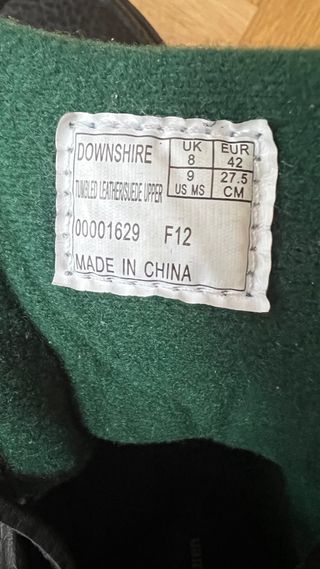 DOWNSHIRE
UK EUR
8 42
TUMBLED LEATHER/SUEDE UPPER
9 27.5
US MS CM
00001629 F12
MADE IN CHINA